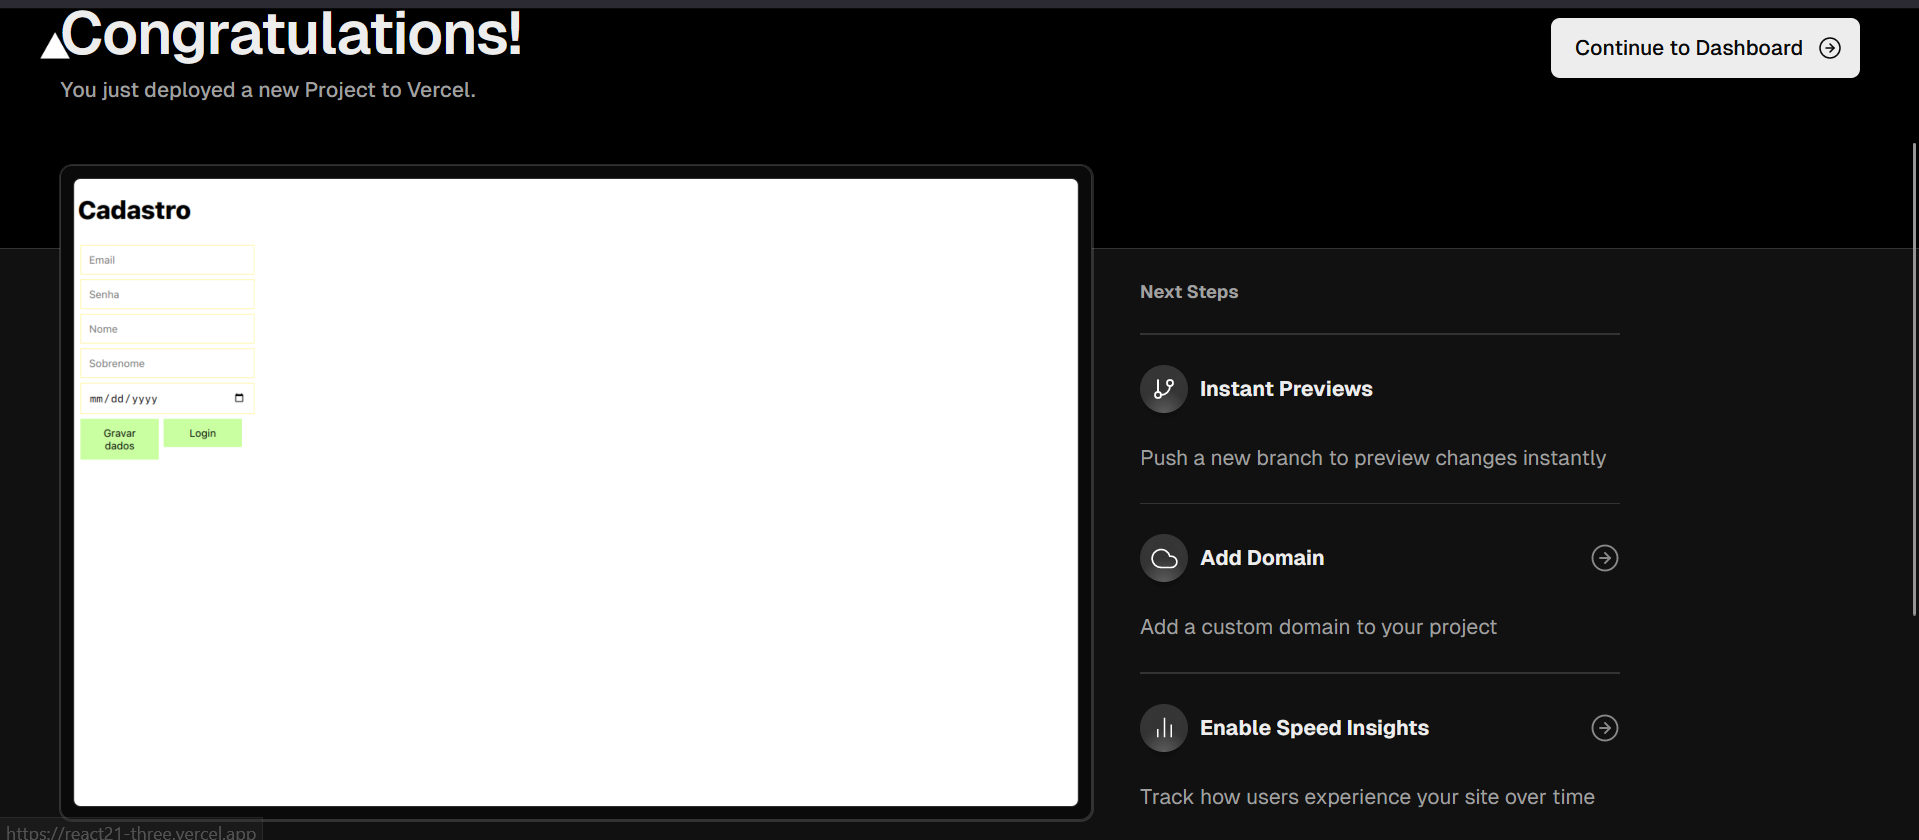 Congratulations!
You just deployed a new Project to Vercel.
Continue to Dashboard
Cadastro
Email
Senha
Nome
Sobrenome
mm/dd/yyyy
Gravar
dados
Login
Next Steps
Instant Previews
Push a new branch to preview changes instantly
Add Domain
Add a custom domain to your project
Enable Speed Insights
Track how users experience your site over time
https://react21-three.vercel.app